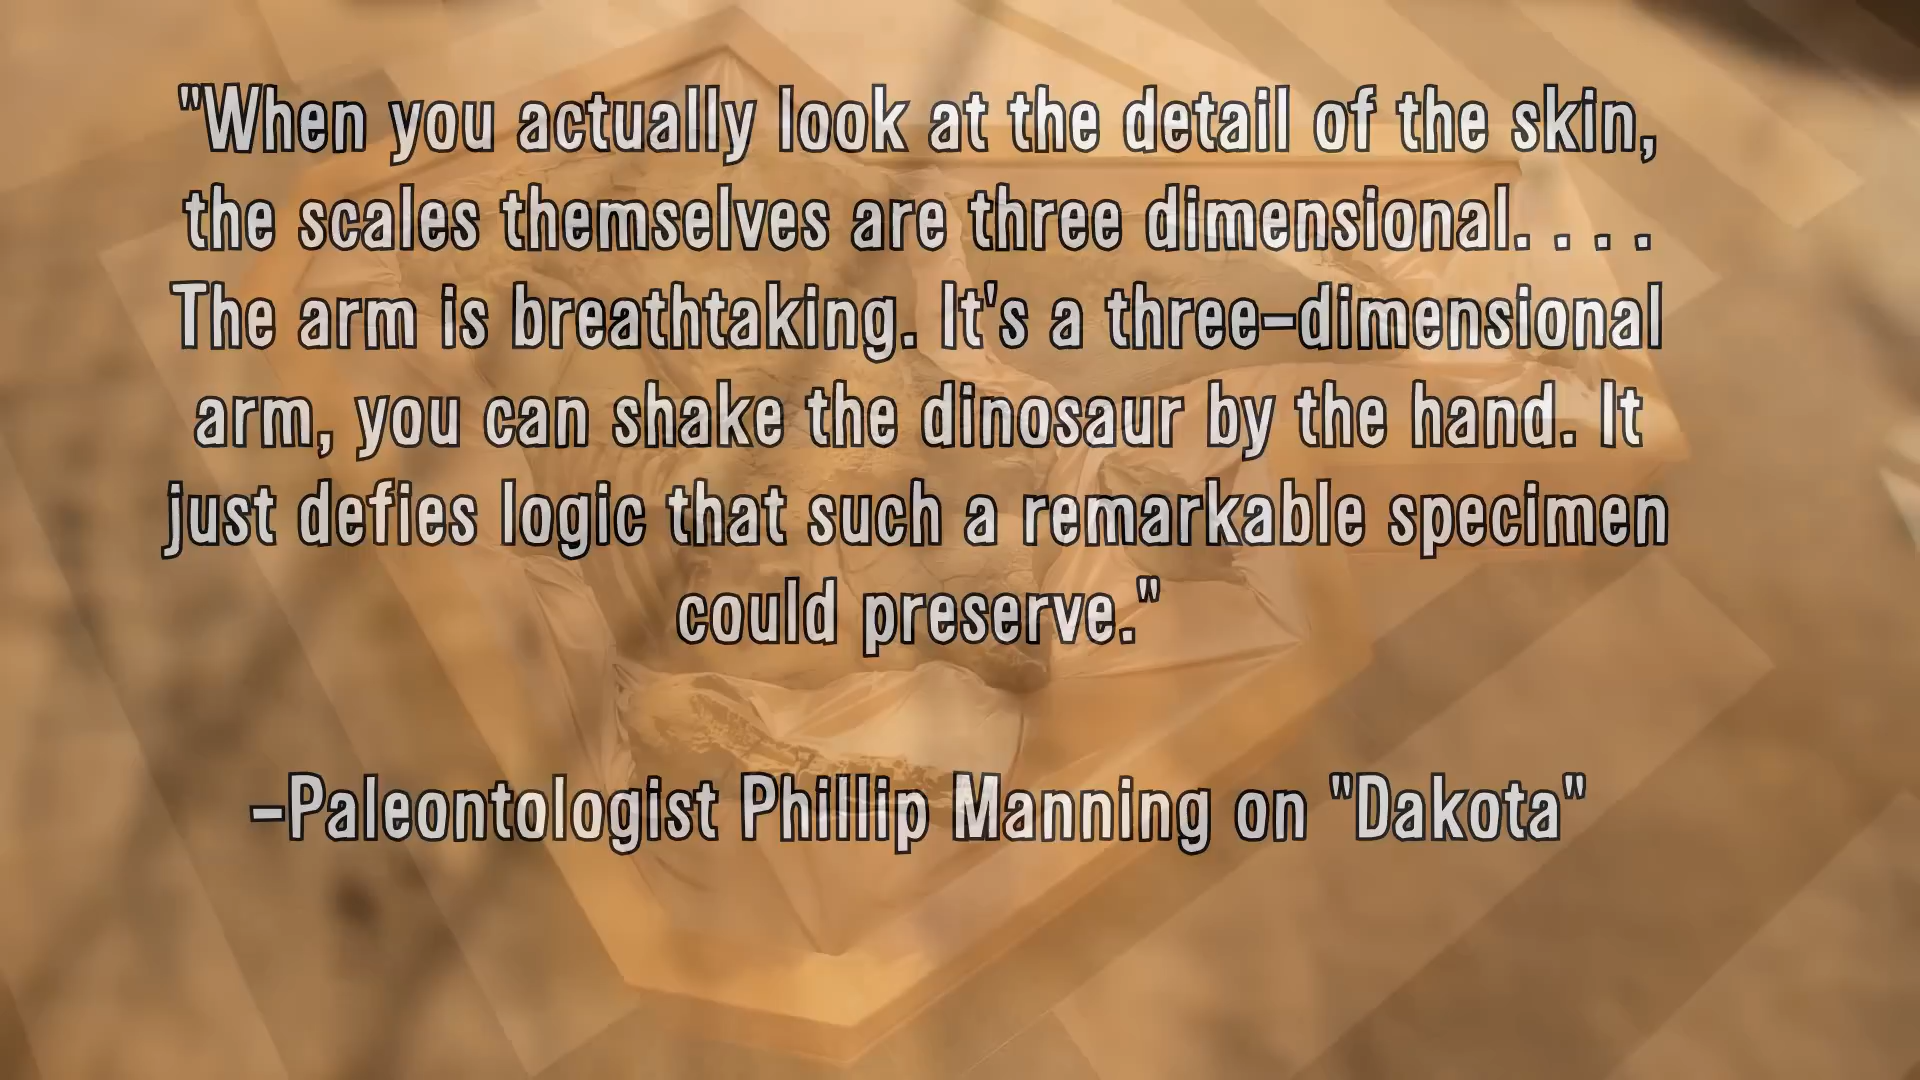 "When you actually look at the detail of the skin,
the scales themselves are three dimensional. . . .
The arm is breathtaking. It's a three-dimensional
arm, you can shake the dinosaur by the hand. It
just defies logic that such a remarkable specimen
could preserve."
-Paleontologist Phillip Manning on "Dakota"